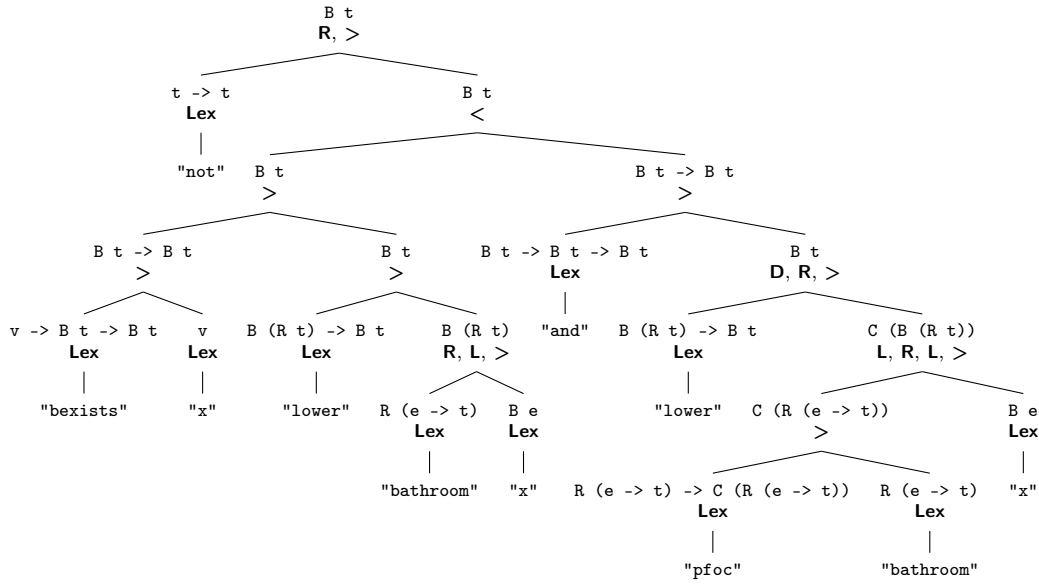 B t
R, >
t -> t
Lex
B t
<
"not"
B t
>
B t -> B t
>
B t -> B t
>
B t
>
B t -> B t -> B t
Lex
B t
D, R, >
v -> B t -> B t
Lex
v
Lex
B (R t) -> B t
Lex
B (R t)
R, L, >
"and"
B (R t) -> B t
Lex
C (B (R t))
L, R, L, >
"bexists"
"x"
"lower"
R (e -> t)
Lex
B e
Lex
"lower"
C (R (e -> t))
>
B e
Lex
"bathroom"
"x"
R (e -> t) -> C (R (e -> t))
Lex
R (e -> t)
Lex
"x"
"pfoc"
"bathroom"